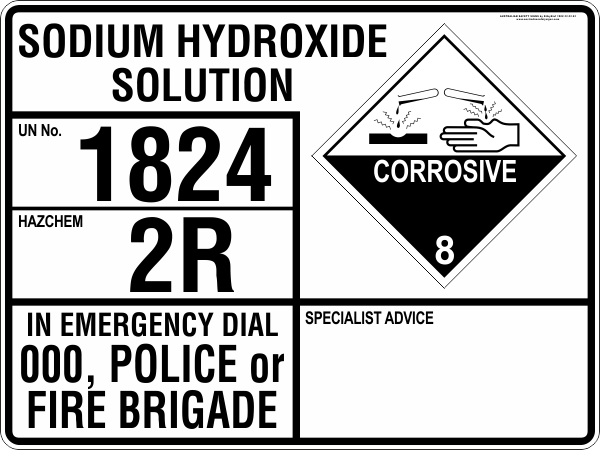 SODIUM HYDROXIDE
SOLUTION
UN No.
1824
HAZCHEM
2R
IN EMERGENCY DIAL
000, POLICE or
FIRE BRIGADE
CORROSIVE
8
SPECIALIST ADVICE